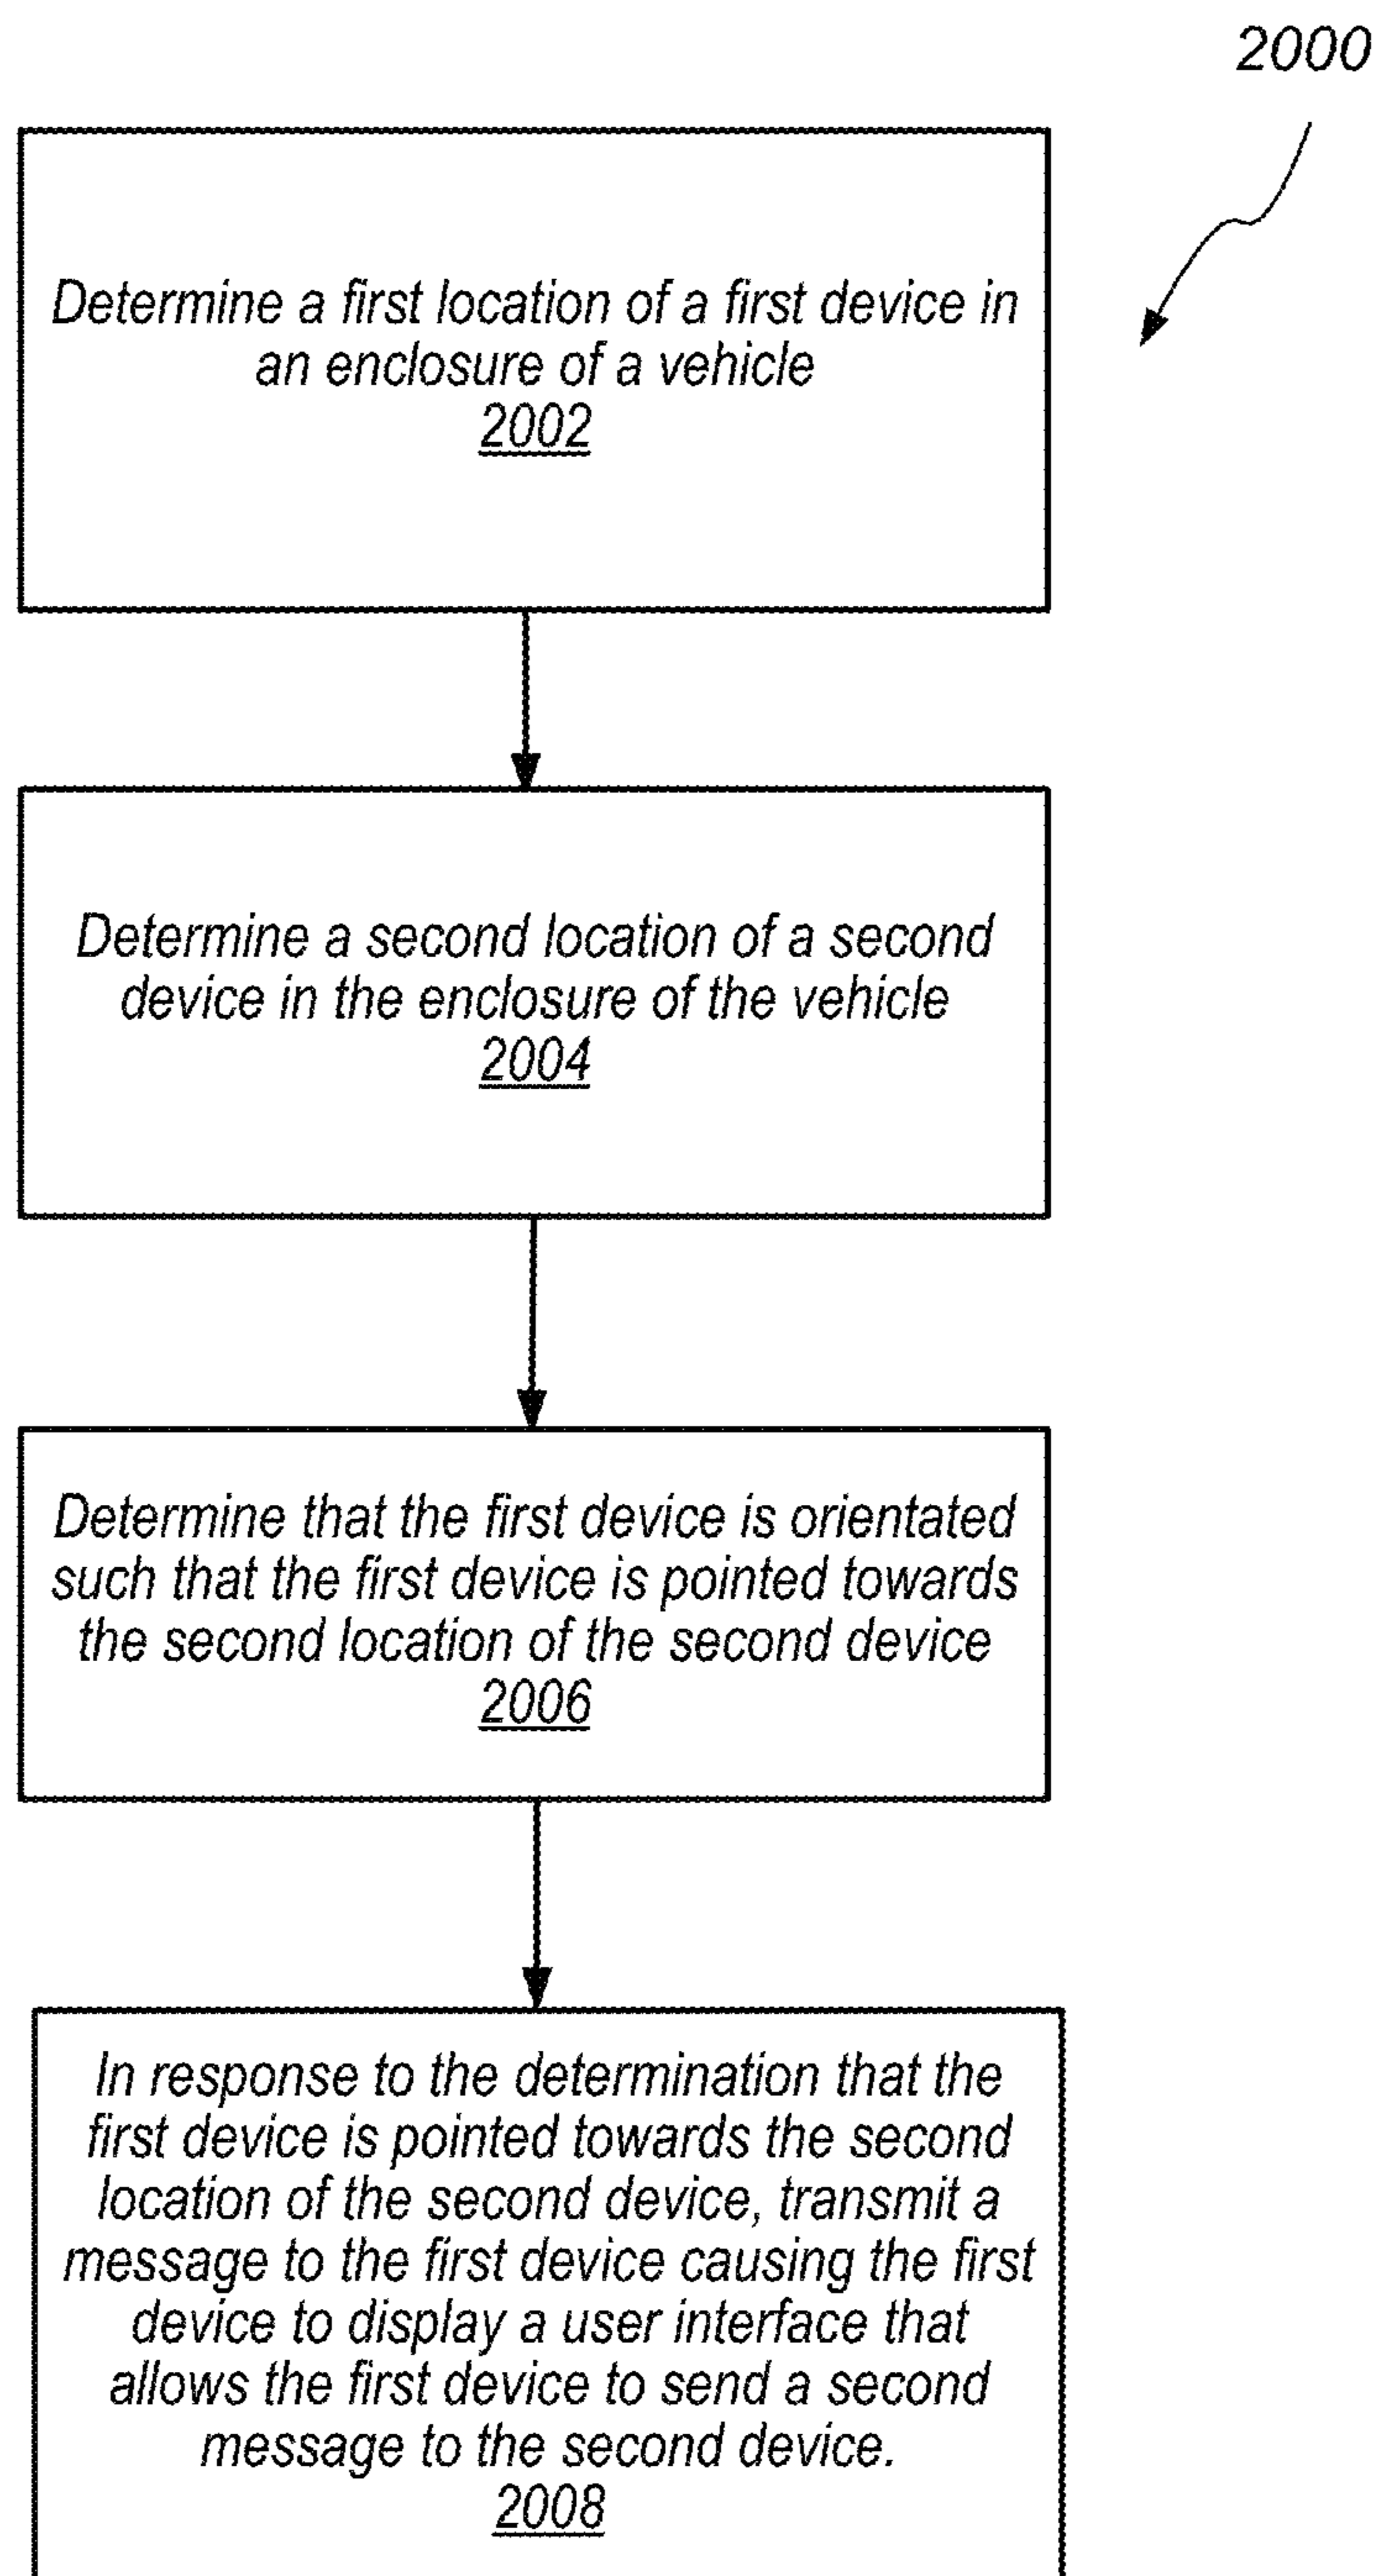 2000
Determine a first location of a first device in
an enclosure of a vehicle
2002
Determine a second location of a second
device in the enclosure of the vehicle
2004
Determine that the first device is orientated
such that the first device is pointed towards
the second location of the second device
2006
In response to the determination that the
first device is pointed towards the second
location of the second device, transmit a
message to the first device causing the first
device to display a user interface that
allows the first device to send a second
message to the second device.
2008